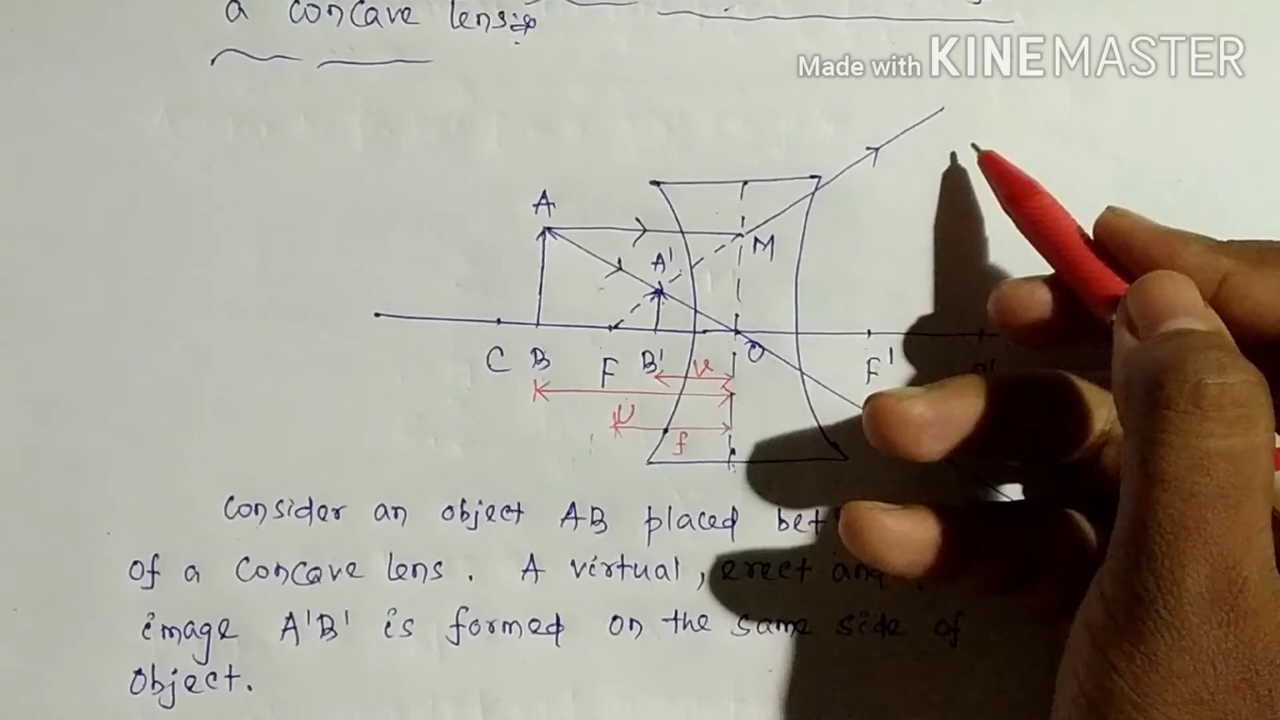 a concave lens
Made with KINEMASTER
A
A'
M
C B F B' O F'
v
U
f
Consider an object AB placed
of a concave lens. A virtual, erect and
image A'B' is formed on the same side of
object.